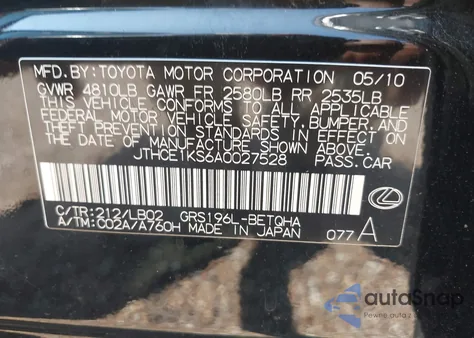 MFD. BY: TOYOTA MOTOR CORPORATION 05/10
GVWR 4810LB GAWR FR 2580LB RR 2535LB
THIS VEHICLE CONFORMS TO ALL APPLICABLE
FEDERAL MOTOR VEHICLE SAFETY, BUMPER, AND
THEFT PREVENTION STANDARDS IN EFFECT ON
THE DATE OF MANUFACTURE SHOWN ABOVE.
JTHCE1KS6A0027528 PASS.CAR
C/TR:212/LB02 GRS196L-BETQHA
A/TM:C02A/A760H MADE IN JAPAN 077 A
autoSnap
Pewne auta z